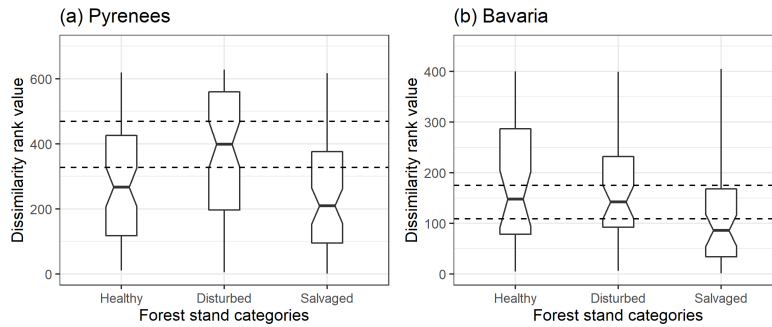 (a) Pyrenees
Dissimilarity rank value
600
400
200
0
Healthy
Disturbed
Salvaged
Forest stand categories
(b) Bavaria
Dissimilarity rank value
400
300
200
100
0
Healthy
Disturbed
Salvaged
Forest stand categories